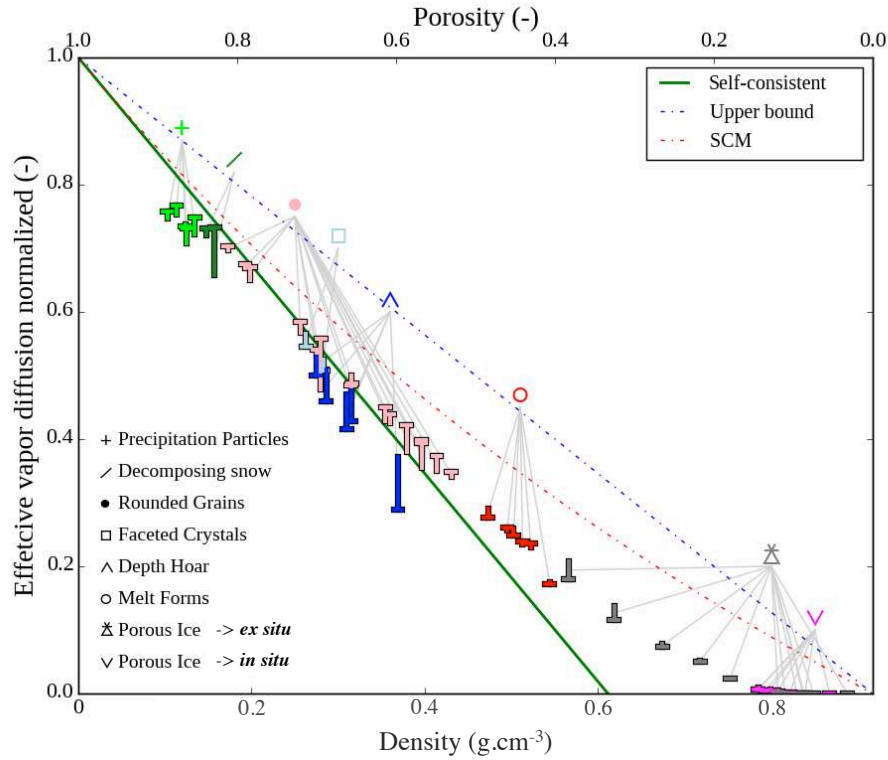 Porosity (-)
1.0 0.8 0.6 0.4 0.2 0.0
Effetcive vapor diffusion normalized (-)
1.0
0.8
0.6
0.4
0.2
0.0
Self-consistent
Upper bound
SCM
Precipitation Particles
Decomposing snow
Rounded Grains
Faceted Crystals
Depth Hoar
Melt Forms
Porous Ice -> ex situ
Porous Ice -> in situ
0 0.2 0.4 0.6 0.8
Density (g.cm-3)